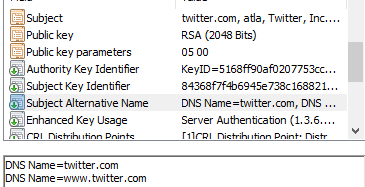 Subject twitter.com, atla, Twitter, Inc....
Public key RSA (2048 Bits)
Public key parameters 05 00
Authority Key Identifier KeyID=5168ff90af0207753cc...
Subject Key Identifier 84368f7f4b6945e738c168821...
Subject Alternative Name DNS Name=twitter.com, DNS ...
Enhanced Key Usage Server Authentication (1.3.6....
CRL Distribution Points [1]CRL Distribution Point: Distr...
DNS Name=twitter.com
DNS Name=www.twitter.com